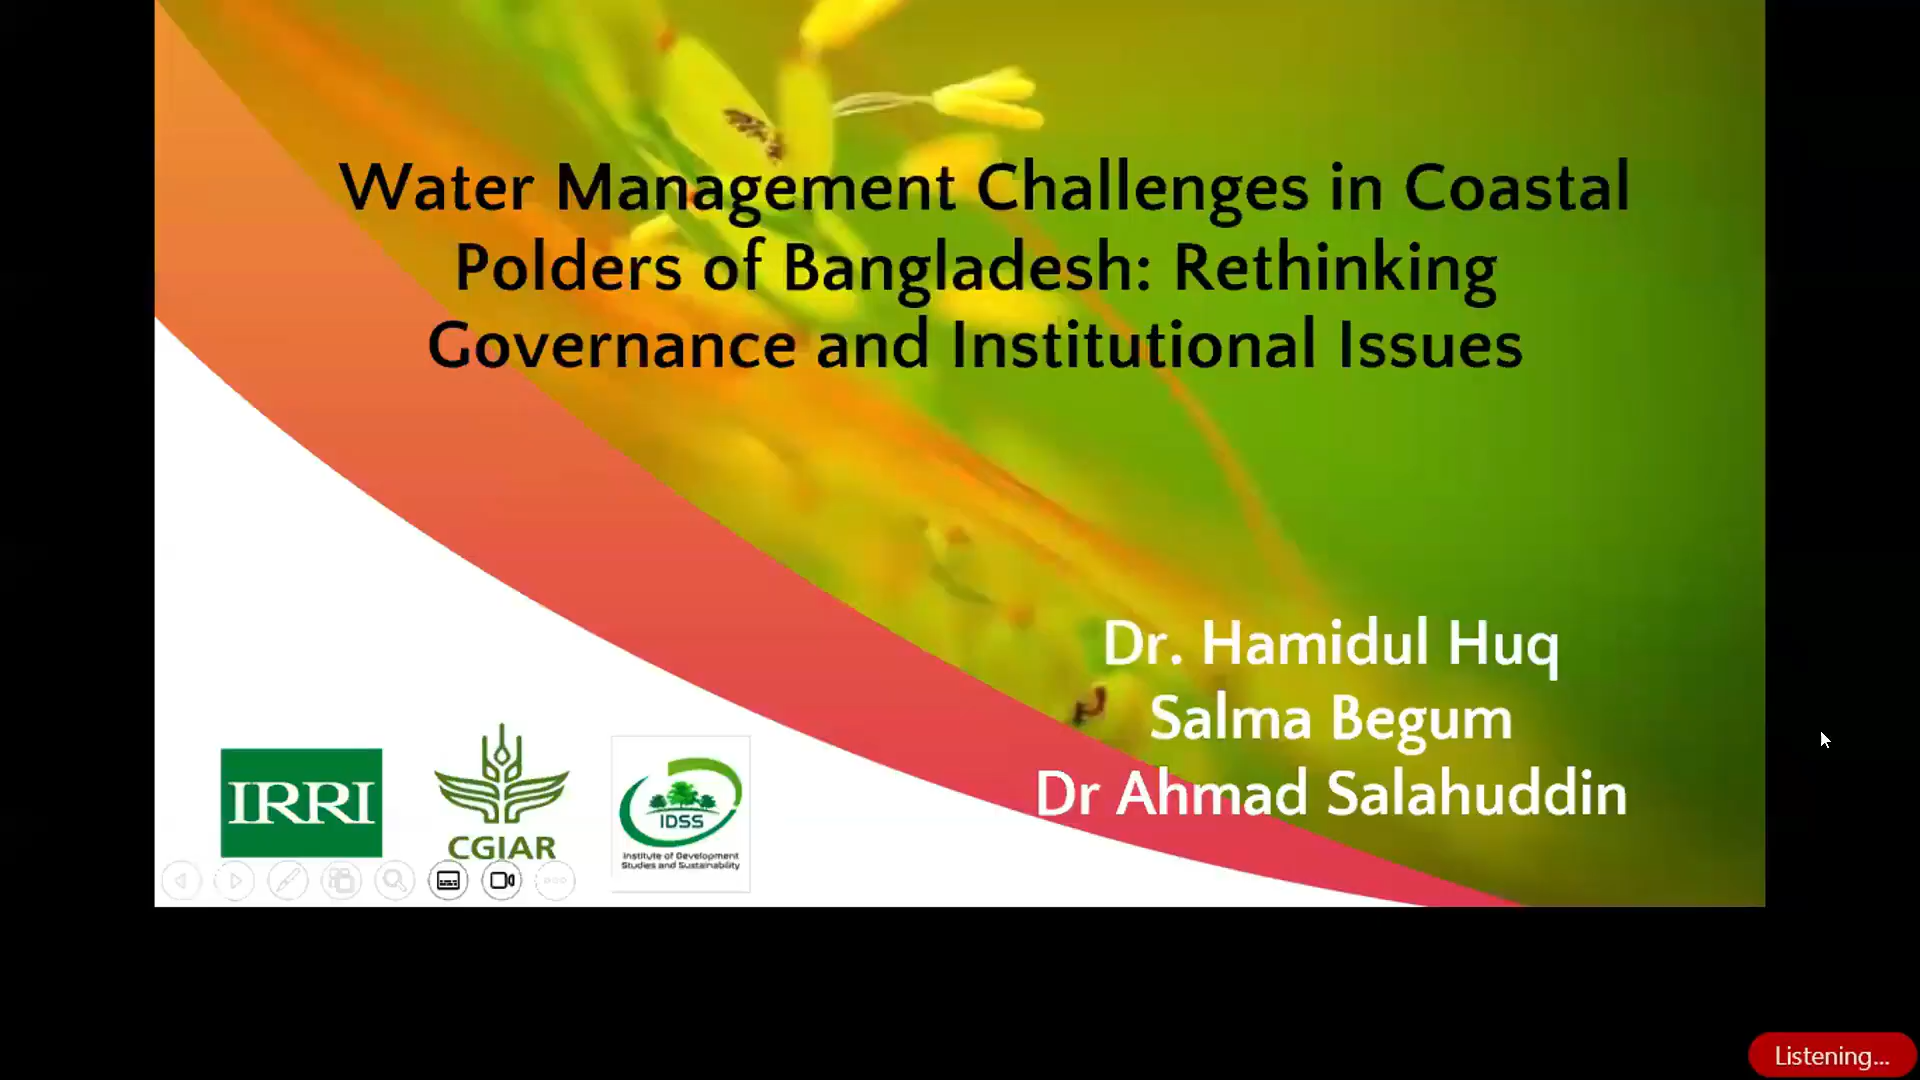 Water Management Challenges in Coastal
Polders of Bangladesh: Rethinking
Governance and Institutional Issues
Dr. Hamidul Huq
Salma Begum
Dr Ahmad Salahuddin
IRRI
CGIAR
IDSS
Institute of Development
Studies and Sustainability
Listening...